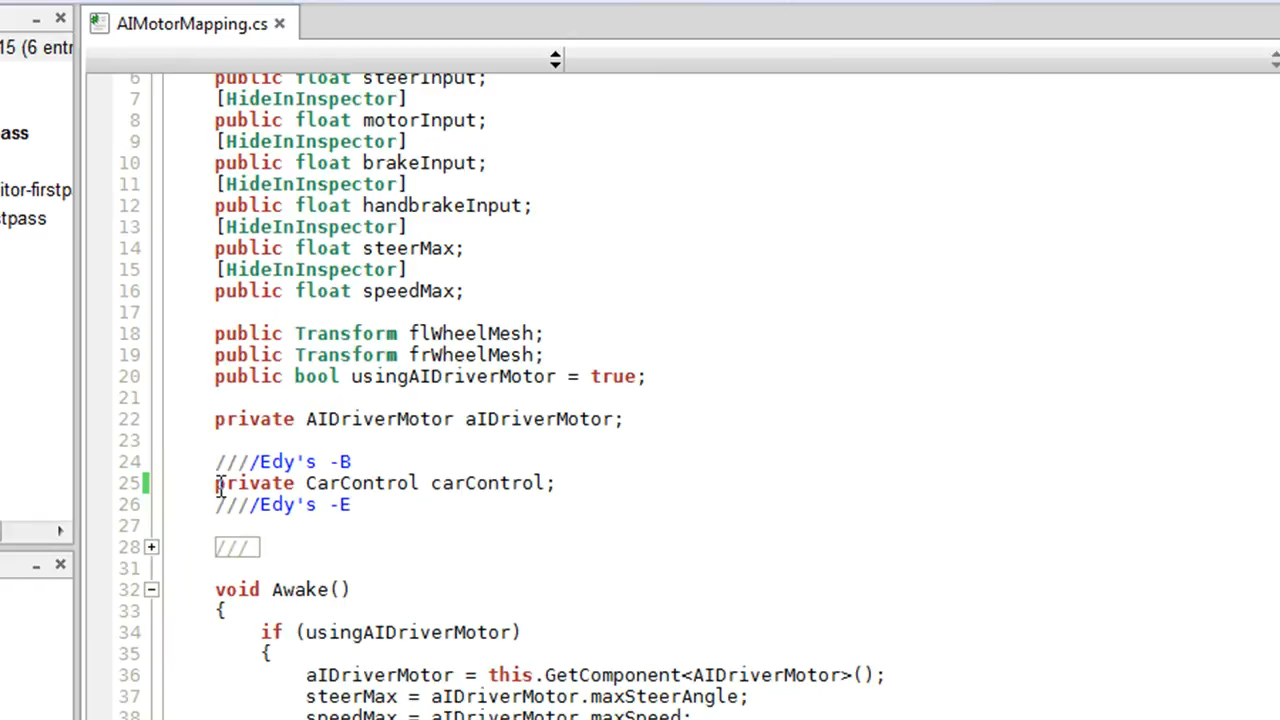 AIMotorMapping.cs
15 (6 entr
ass
itor-firstp
stpass
6 public float steerInput;
7 [HideInInspector]
8 public float motorInput;
9 [HideInInspector]
10 public float brakeInput;
11 [HideInInspector]
12 public float handbrakeInput;
13 [HideInInspector]
14 public float steerMax;
15 [HideInInspector]
16 public float speedMax;
17
18 public Transform flWheelMesh;
19 public Transform frWheelMesh;
20 public bool usingAIDriverMotor = true;
21
22 private AIDriverMotor aIDriverMotor;
23
24 ////Edy's -B
25 private CarControl carControl;
26 ////Edy's -E
27
28 ///
31
32 void Awake()
33 {
34 if (usingAIDriverMotor)
35 {
36 aIDriverMotor = this.GetComponent<AIDriverMotor>();
37 steerMax = aIDriverMotor.maxSteerAngle;
38 speedMax = aIDriverMotor.maxSpeed;